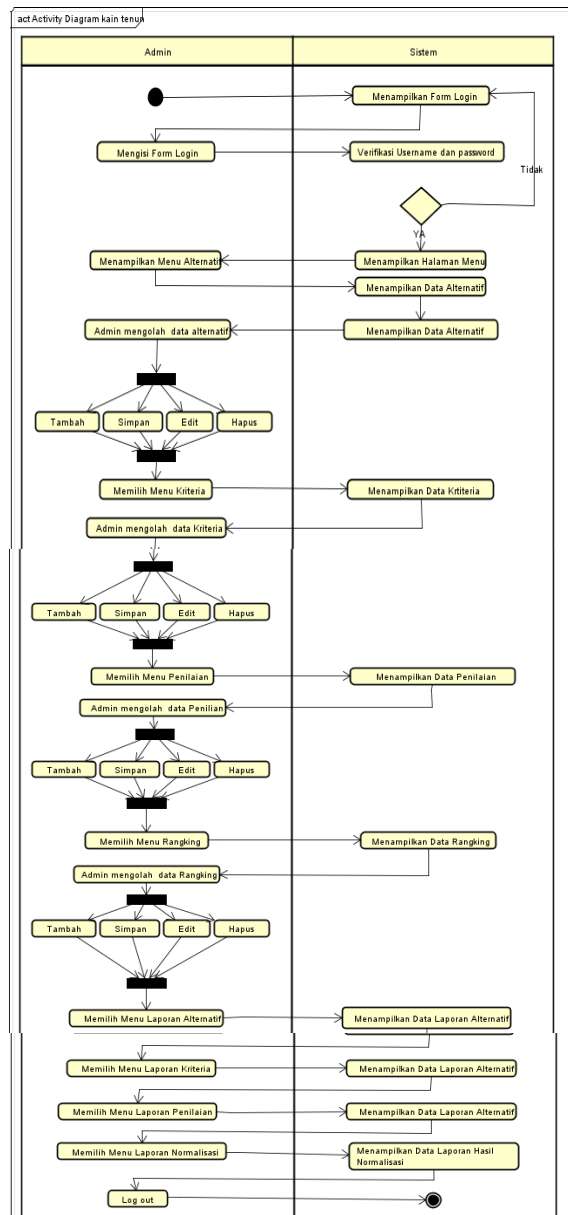 act Activity Diagram kain tenun
Admin
Sistem
Menampilkan Form Login
Mengisi Form Login
Verifikasi Username dan password
Tidak
YA
Menampilkan Menu Alternatif
Menampilkan Halaman Menu
Menampilkan Data Alternatif
Admin mengolah data alternatif
Menampilkan Data Alternatif
Tambah
Simpan
Edit
Hapus
Memilih Menu Kriteria
Menampilkan Data Krtiteria
Admin mengolah data Kriteria
Tambah
Simpan
Edit
Hapus
Memilih Menu Penilaian
Menampilkan Data Penilaian
Admin mengolah data Penilian
Tambah
Simpan
Edit
Hapus
Memilih Menu Rangking
Menampilkan Data Rangking
Admin mengolah data Rangking
Tambah
Simpan
Edit
Hapus
Memilih Menu Laporan Alternatif
Menampilkan Data Laporan Alternatif
Memilih Menu Laporan Kriteria
Menampilkan Data Laporan Alternatif
Memilih Menu Laporan Penilaian
Menampilkan Data Laporan Alternatif
Memilih Menu Laporan Normalisasi
Menampilkan Data Laporan Hasil
Normalisasi
Log out